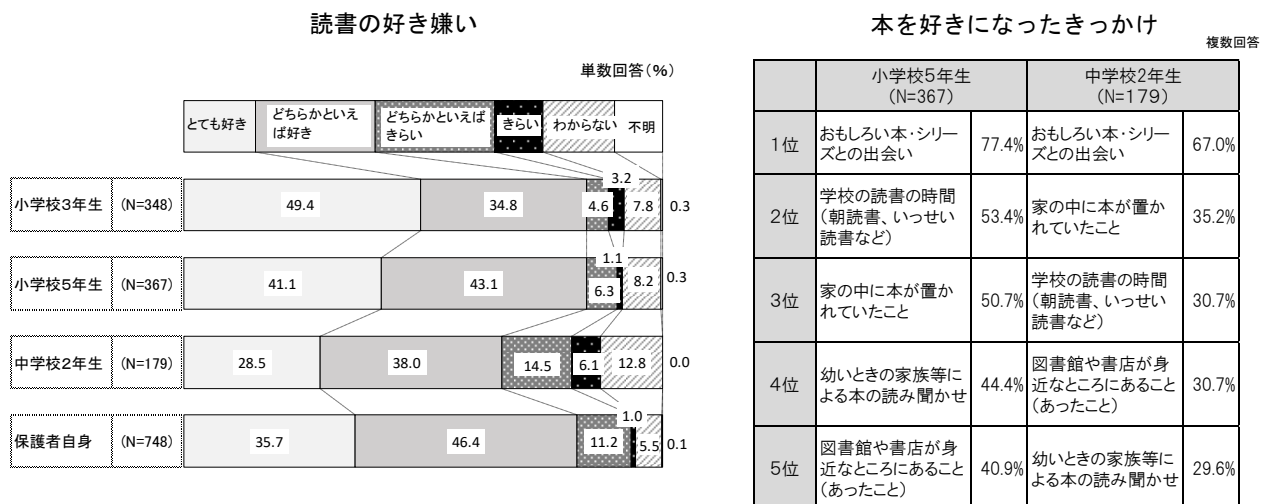 読書の好き嫌い
単数回答(%)
とても好き
どちらかといえ
ば好き
どちらかといえば
きらい
きらい
わからない
不明
小学校3年生 (N=348) 49.4 34.8 4.6 3.2 7.8 0.3
小学校5年生 (N=367) 41.1 43.1 6.3 1.1 8.2 0.3
中学校2年生 (N=179) 28.5 38.0 14.5 6.1 12.8 0.0
保護者自身 (N=748) 35.7 46.4 11.2 1.0 5.5 0.1
本を好きになったきっかけ
複数回答
小学校5年生
(N=367)
中学校2年生
(N=179)
1位
おもしろい本・シリー
ズとの出会い
77.4%
おもしろい本・シリー
ズとの出会い
67.0%
2位
学校の読書の時間
(朝読書、いっせい
読書など)
53.4%
家の中に本が置か
れていたこと
35.2%
3位
家の中に本が置か
れていたこと
50.7%
学校の読書の時間
(朝読書、いっせい
読書など)
30.7%
4位
幼いときの家族等に
よる本の読み聞かせ
44.4%
図書館や書店が身
近なところにあること
(あったこと)
30.7%
5位
図書館や書店が身
近なところにあること
(あったこと)
40.9%
幼いときの家族等に
よる本の読み聞かせ
29.6%